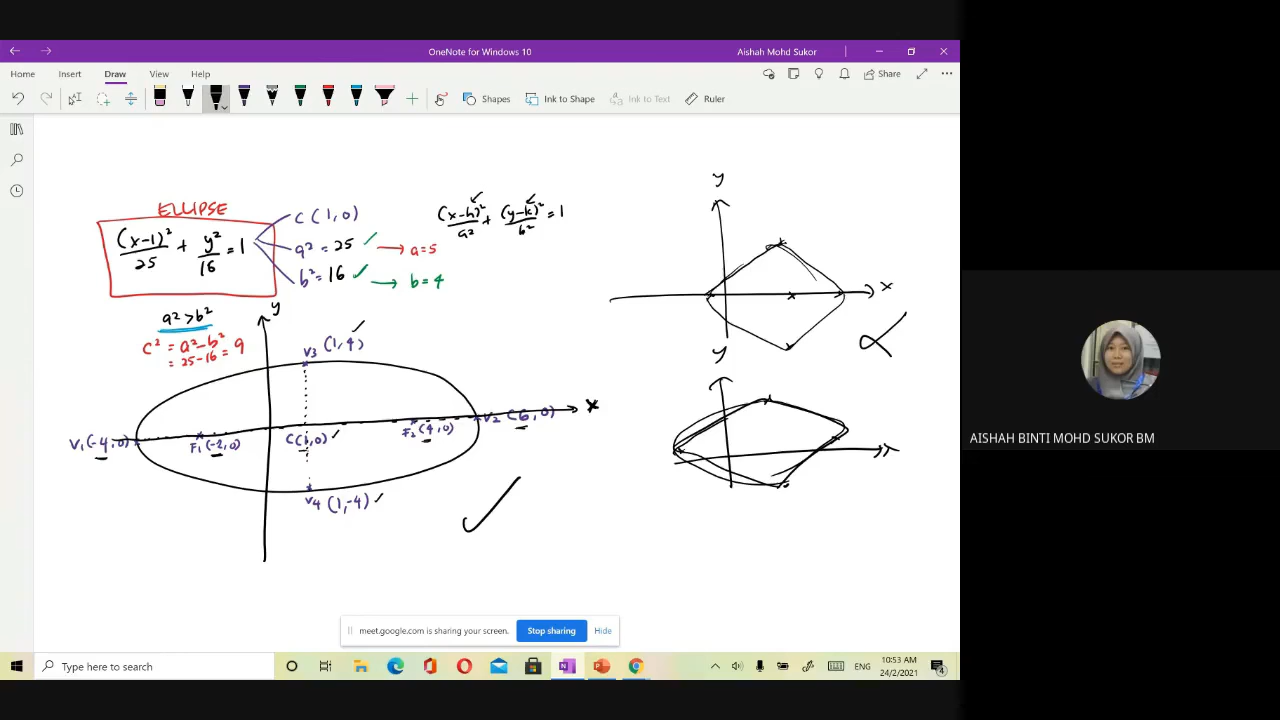 OneNote for Windows 10
Aishah Mohd Sukor
Home Insert Draw View Help
Share
Shapes
Ink to Shape
Ink to Text
Ruler
ELLIPSE
(x-1)²/25 + y²/16 = 1
C (1, 0)
a² = 25 → a = 5
b² = 16 → b = 4
(x-h)²/a² + (y-k)²/b² = 1
a² > b²
c² = a² - b²
= 25 - 16 = 9
y
V3 (1, 4)
x
V1 (-4, 0)
F1 (-2, 0)
C (1, 0)
F2 (4, 0)
V2 (6, 0)
V4 (1, -4)
y
x
y
x
AISHAH BINTI MOHD SUKOR BM
meet.google.com is sharing your screen.
Stop sharing
Hide
Type here to search
ENG
10:53 AM
24/2/2021
4